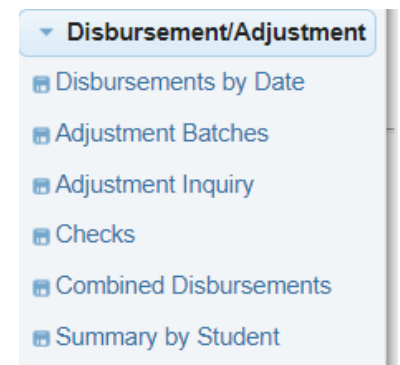 Disbursement/Adjustment
Disbursements by Date
Adjustment Batches
Adjustment Inquiry
Checks
Combined Disbursements
Summary by Student